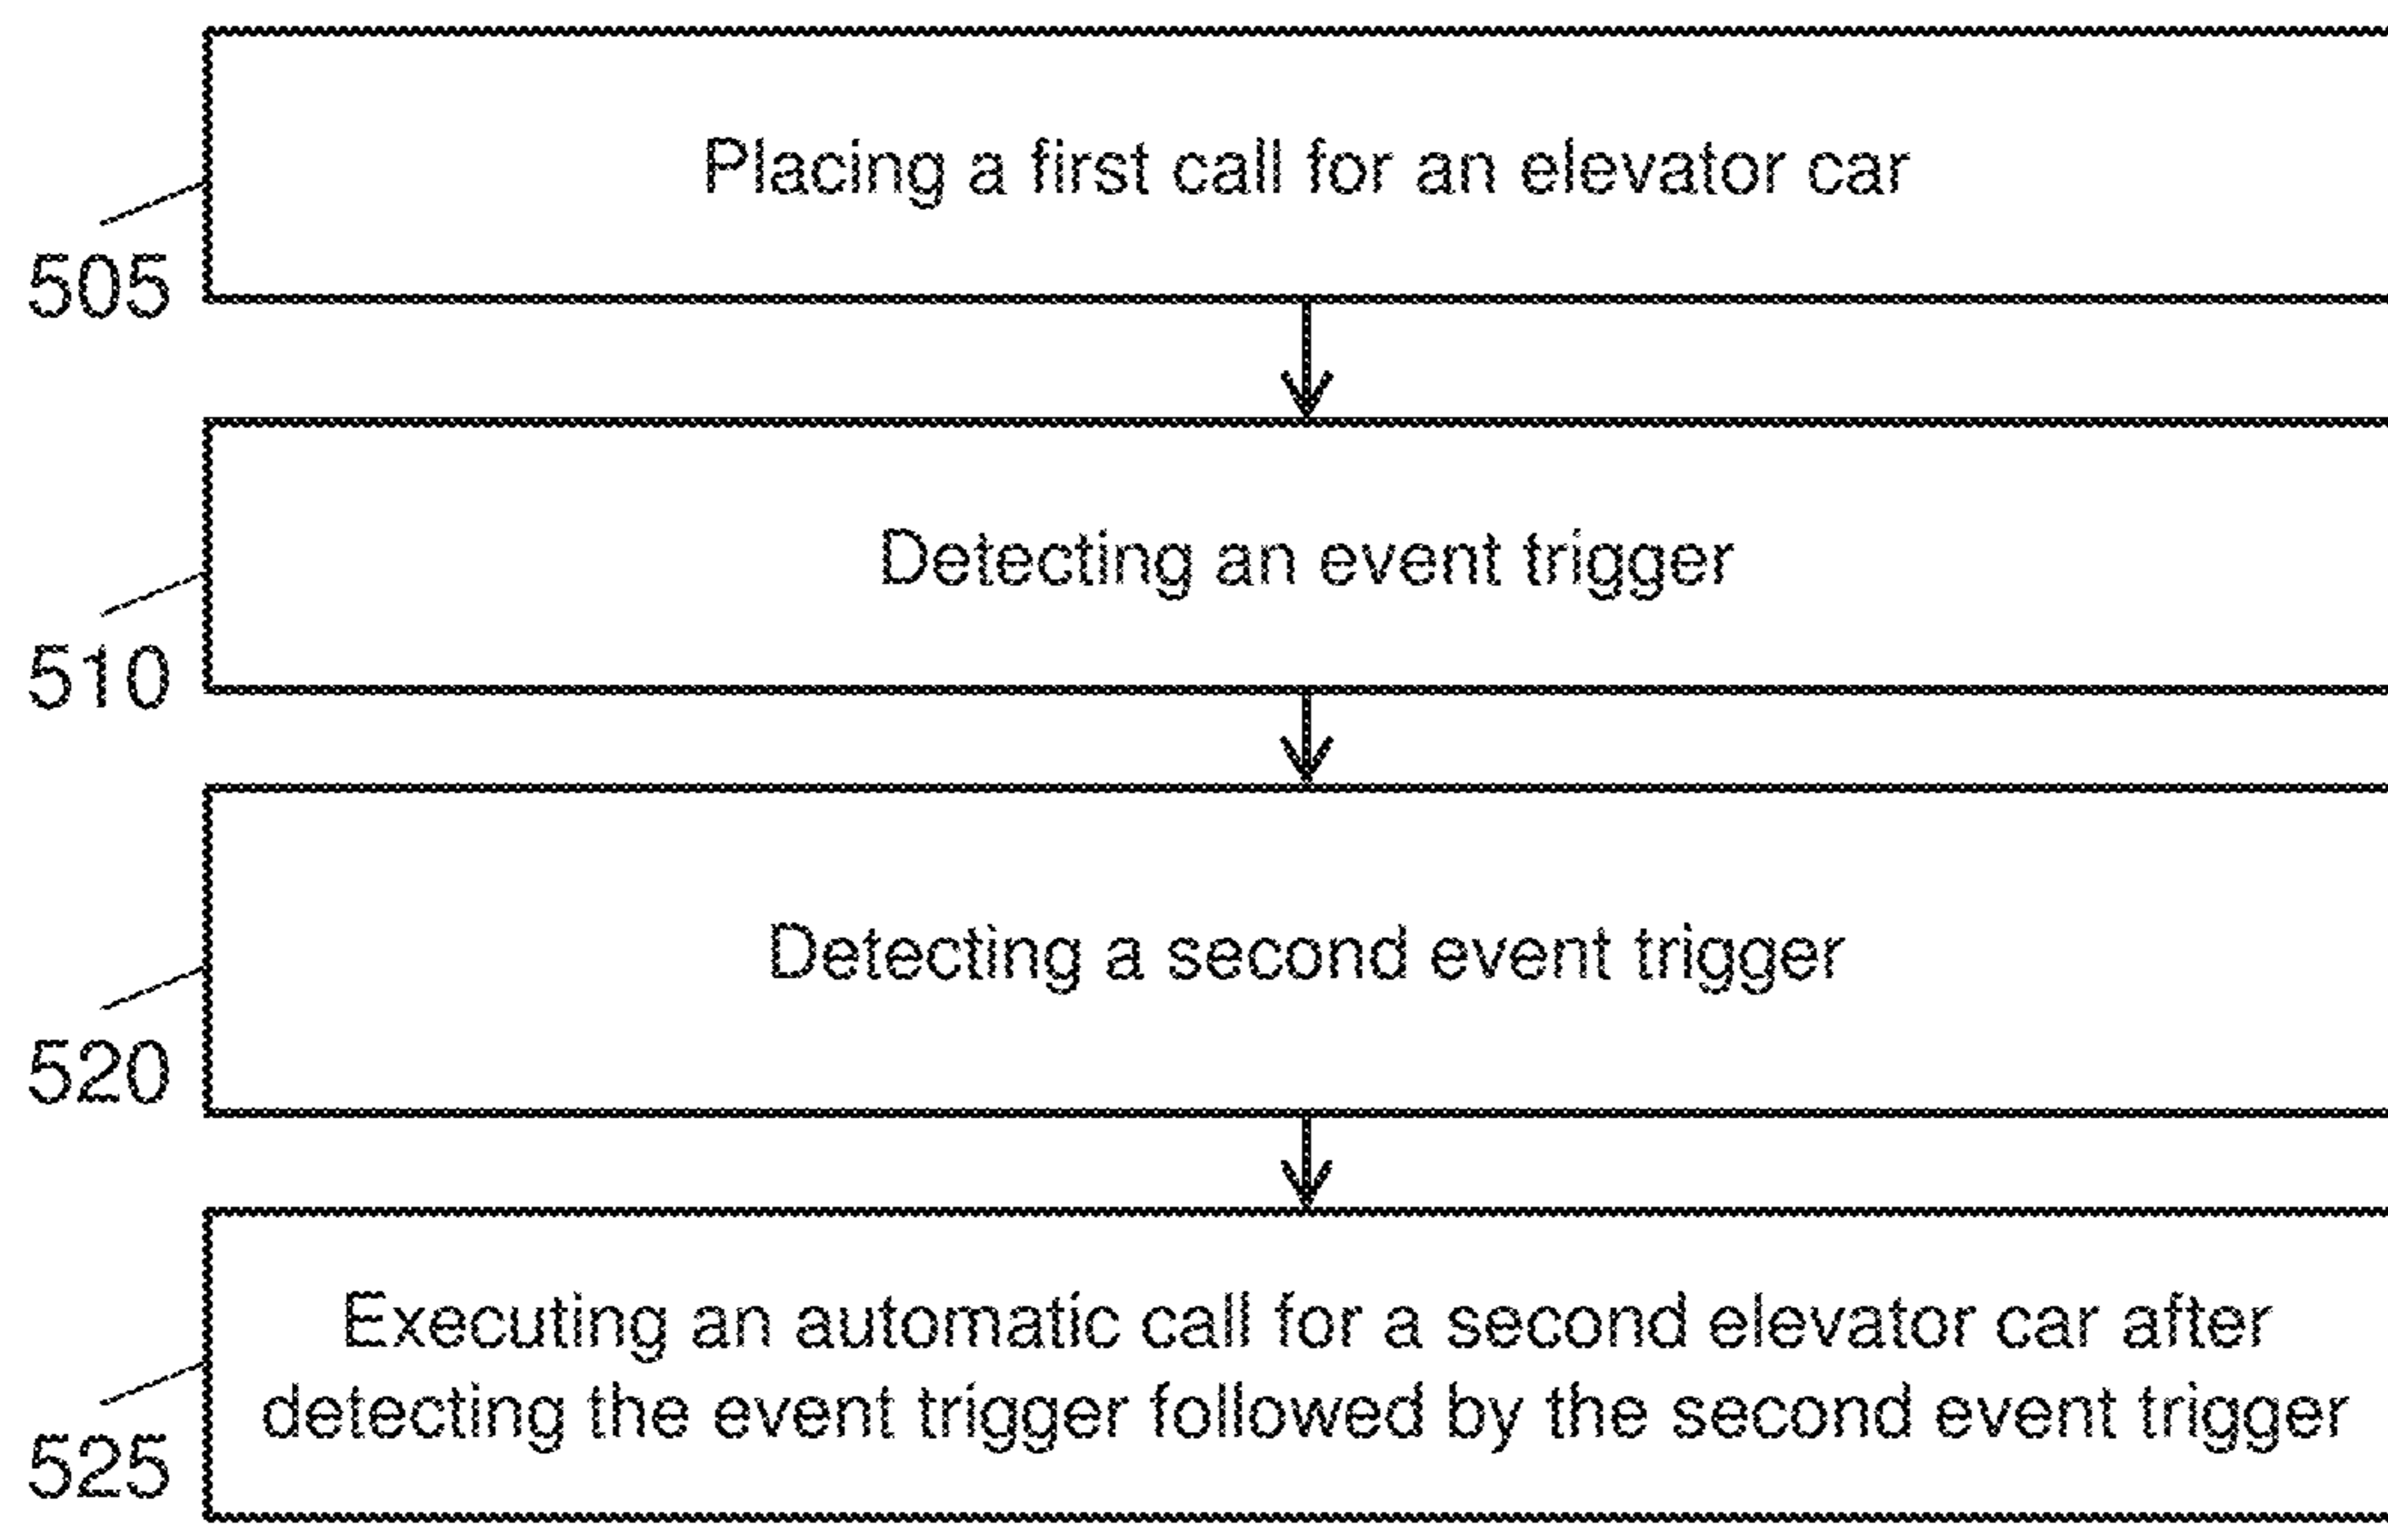 Placing a first call for an elevator car
505
Detecting an event trigger
510
Detecting a second event trigger
520
Executing an automatic call for a second elevator car after
detecting the event trigger followed by the second event trigger
525